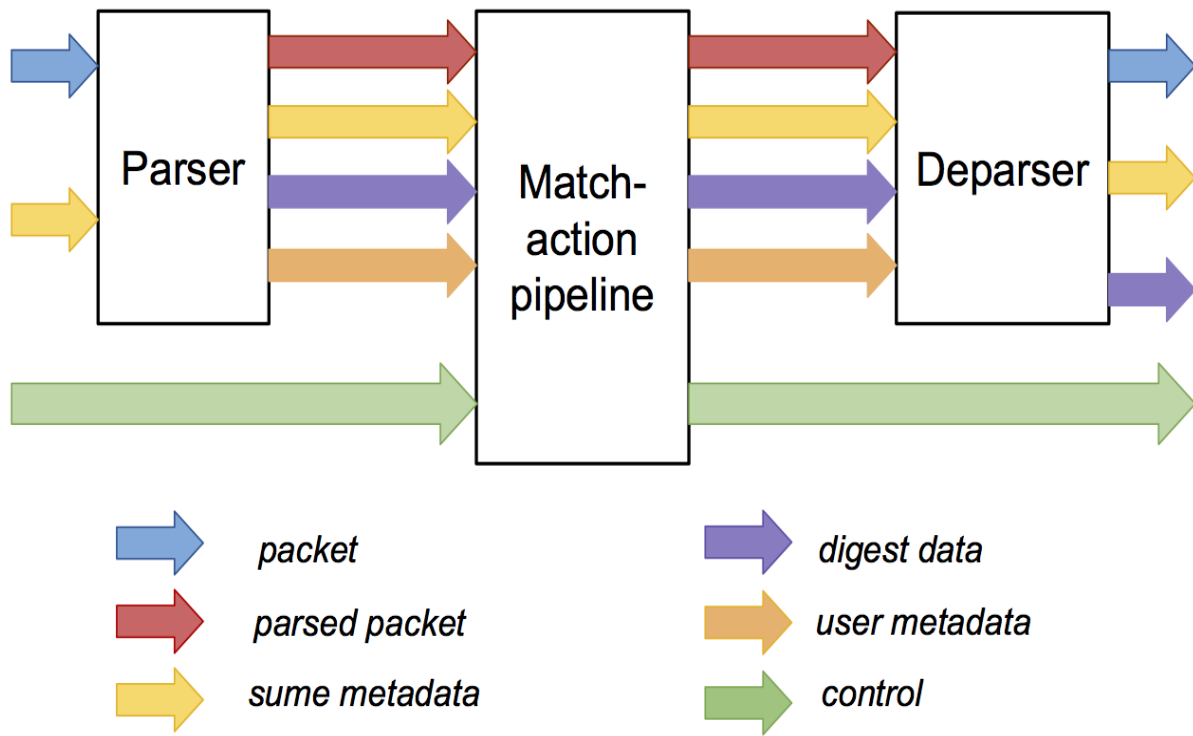 Parser
Match-
action
pipeline
Deparser
packet
parsed packet
sume metadata
digest data
user metadata
control